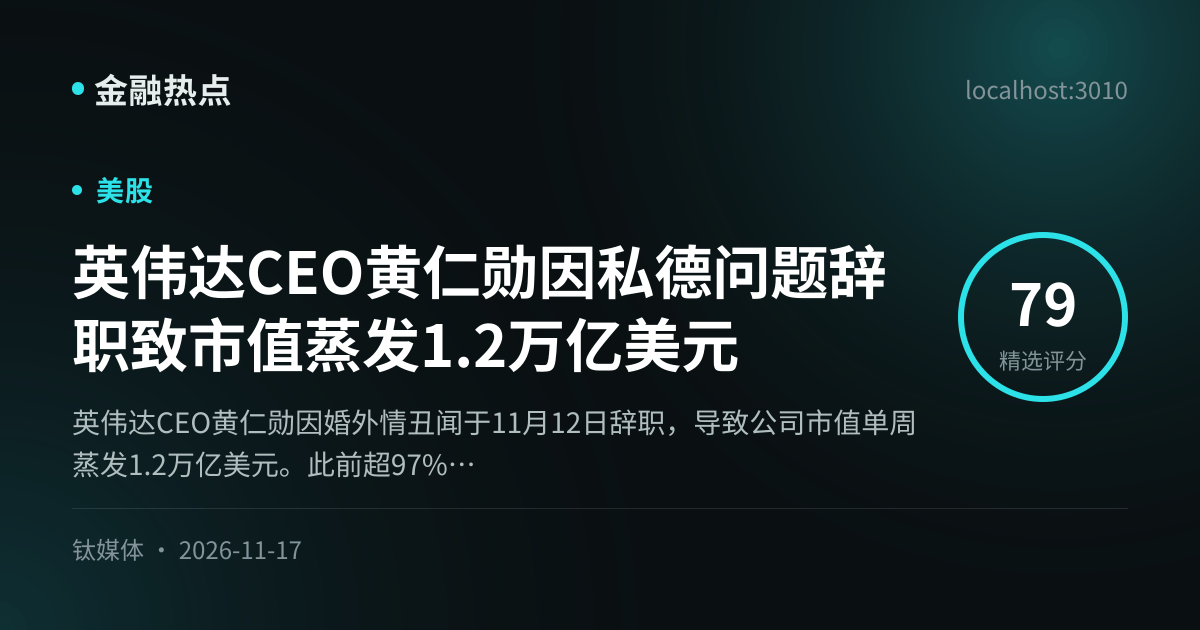 金融热点
localhost:3010
美股
英伟达CEO黄仁勋因私德问题辞
职致市值蒸发1.2万亿美元
79
精选评分
英伟达CEO黄仁勋因婚外情丑闻于11月12日辞职，导致公司市值单周
蒸发1.2万亿美元。此前超97%…
钛媒体 · 2026-11-17